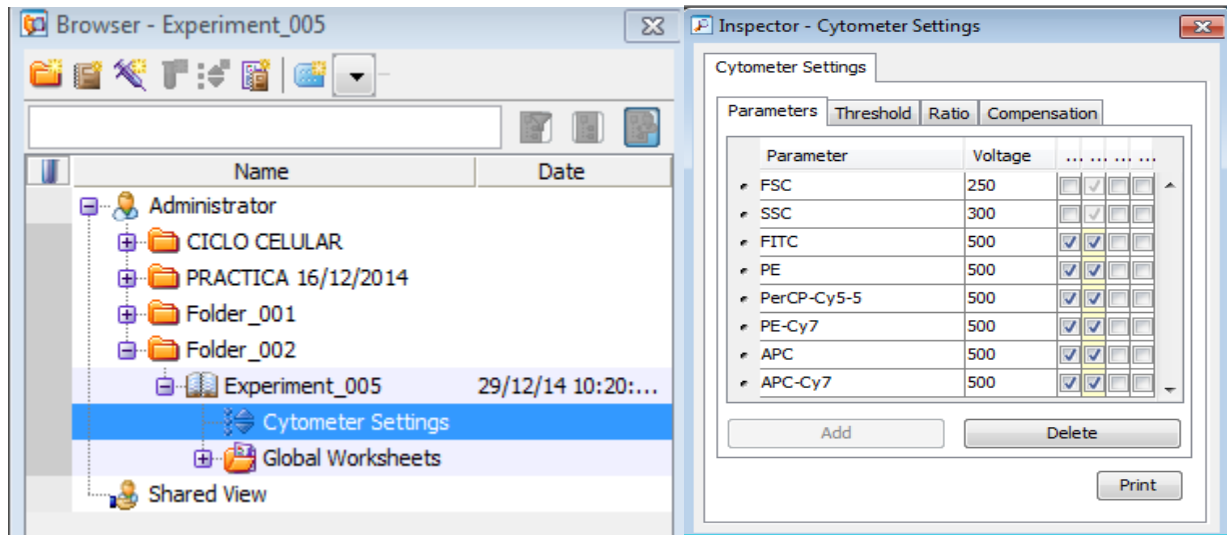 Browser - Experiment_005
Name Date
Administrator
CICLO CELULAR
PRACTICA 16/12/2014
Folder_001
Folder_002
Experiment_005 29/12/14 10:20:...
Cytometer Settings
Global Worksheets
Shared View
Inspector - Cytometer Settings
Cytometer Settings
Parameters Threshold Ratio Compensation
Parameter Voltage ... ... ... ...
FSC 250
SSC 300
FITC 500
PE 500
PerCP-Cy5-5 500
PE-Cy7 500
APC 500
APC-Cy7 500
Add Delete
Print